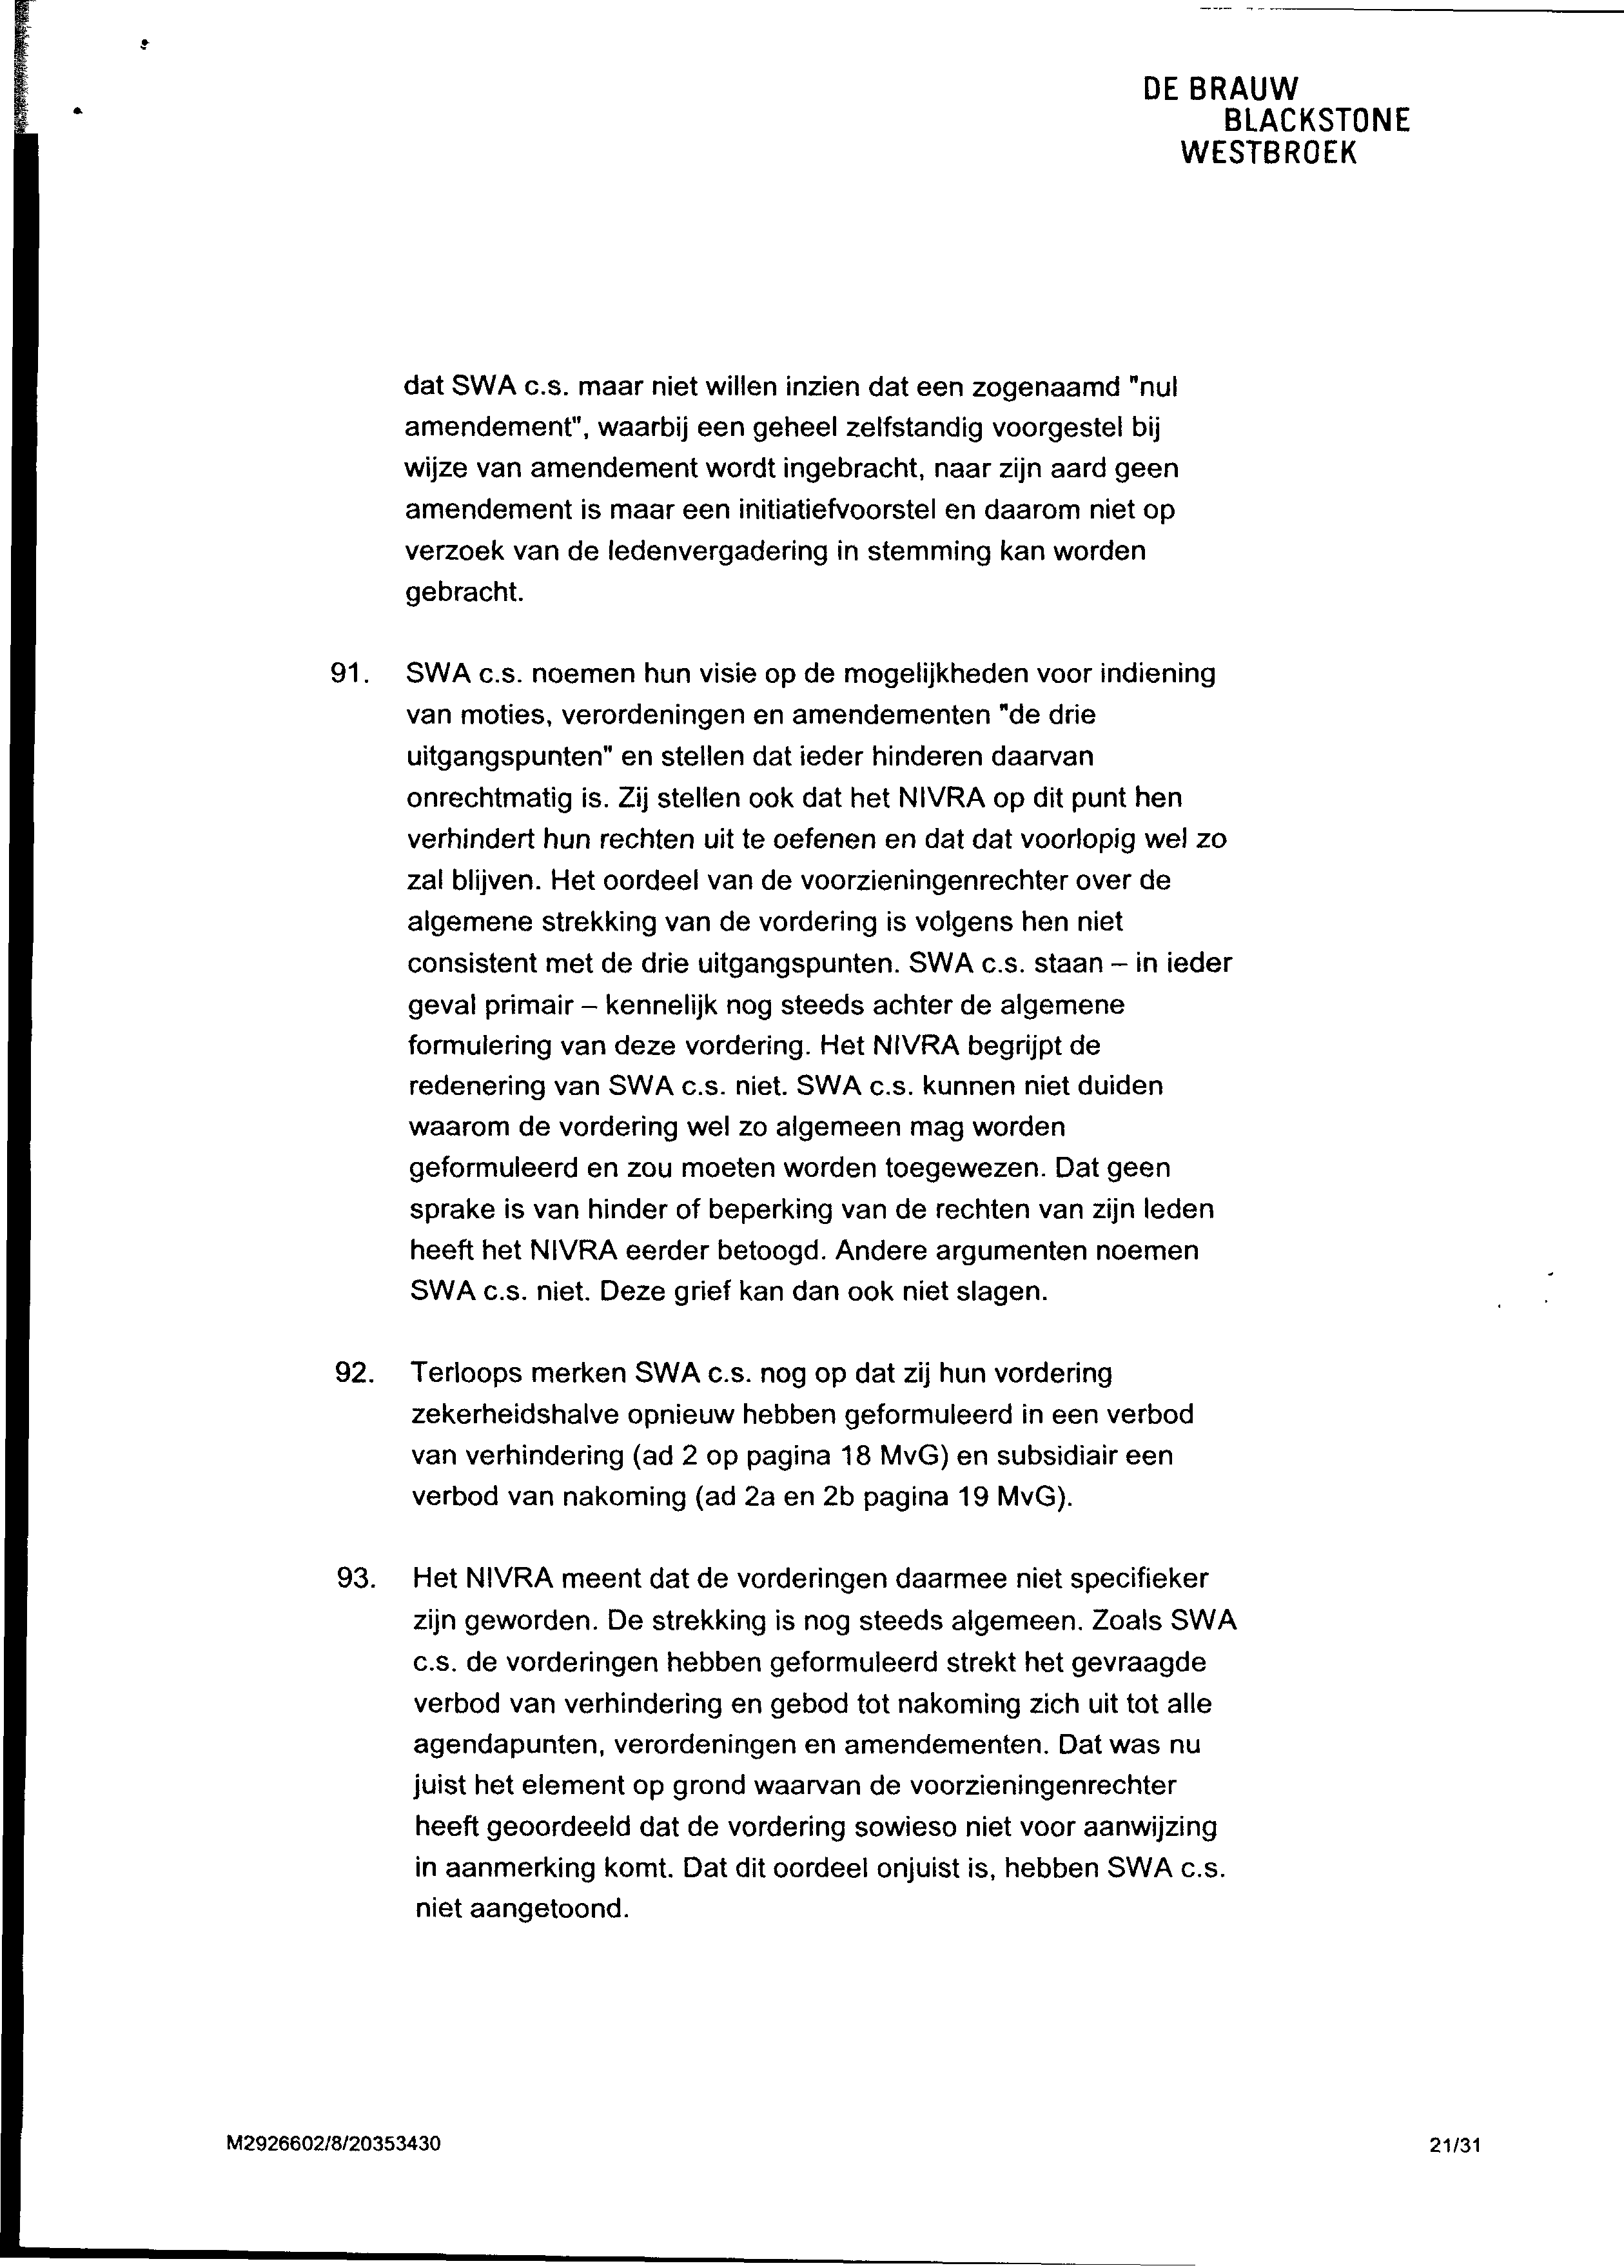 DE BRAUW
BLACKSTONE
WESTBROEK
dat SWA c.s. maar niet willen inzien dat een zogenaamd "nul
amendement", waarbij een geheel zelfstandig voorgestel bij
wijze van amendement wordt ingebracht, naar zijn aard geen
amendement is maar een initiatiefvoorstel en daarom niet op
verzoek van de ledenvergadering in stemming kan worden
gebracht.
91. SWA c.s. noemen hun visie op de mogelijkheden voor indiening
van moties, verordeningen en amendementen "de drie
uitgangspunten" en stellen dat ieder hinderen daarvan
onrechtmatig is. Zij stellen ook dat het NIVRA op dit punt hen
verhindert hun rechten uit te oefenen en dat dat voorlopig wel zo
zal blijven. Het oordeel van de voorzieningenrechter over de
algemene strekking van de vordering is volgens hen niet
consistent met de drie uitgangspunten. SWA c.s. staan – in ieder
geval primair – kennelijk nog steeds achter de algemene
formulering van deze vordering. Het NIVRA begrijpt de
redenering van SWA c.s. niet. SWA c.s. kunnen niet duiden
waarom de vordering wel zo algemeen mag worden
geformuleerd en zou moeten worden toegewezen. Dat geen
sprake is van hinder of beperking van de rechten van zijn leden
heeft het NIVRA eerder betoogd. Andere argumenten noemen
SWA c.s. niet. Deze grief kan dan ook niet slagen.
92. Terloops merken SWA c.s. nog op dat zij hun vordering
zekerheidshalve opnieuw hebben geformuleerd in een verbod
van verhindering (ad 2 op pagina 18 MvG) en subsidiair een
verbod van nakoming (ad 2a en 2b pagina 19 MvG).
93. Het NIVRA meent dat de vorderingen daarmee niet specifieker
zijn geworden. De strekking is nog steeds algemeen. Zoals SWA
c.s. de vorderingen hebben geformuleerd strekt het gevraagde
verbod van verhindering en gebod tot nakoming zich uit tot alle
agendapunten, verordeningen en amendementen. Dat was nu
juist het element op grond waarvan de voorzieningenrechter
heeft geoordeeld dat de vordering sowieso niet voor aanwijzing
in aanmerking komt. Dat dit oordeel onjuist is, hebben SWA c.s.
niet aangetoond.
M2926602/8/20353430
21/31